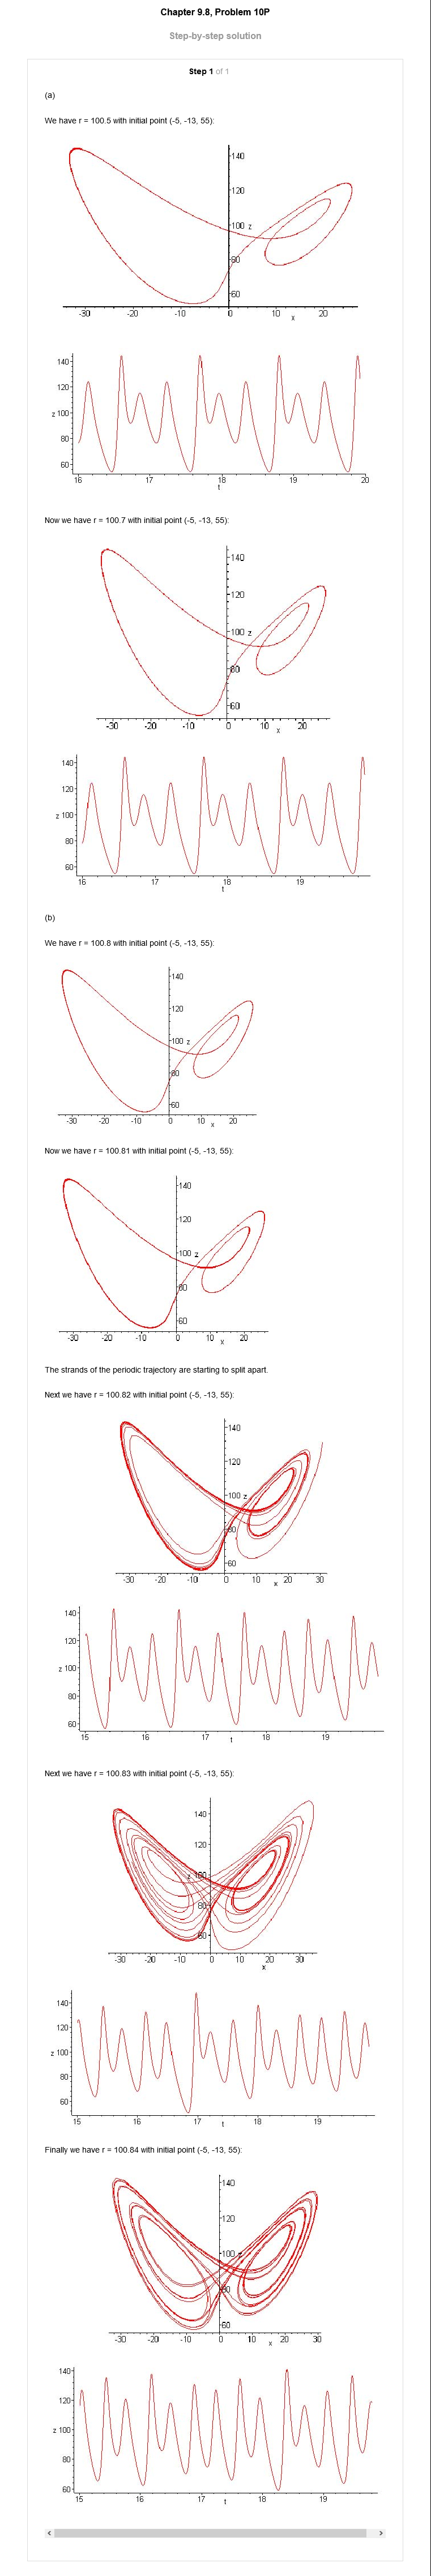 Chapter 9.8, Problem 10P
Step-by-step solution
Step 1 of 1
(a)
We have r = 100.5 with initial point (-5, -13, 55):
140
120
100 z
80
60
-30 -20 -10 0 10 20
x
140
120
z 100
80
60
16 17 18 19 20
t
Now we have r = 100.7 with initial point (-5, -13, 55):
140
120
100 z
80
60
-30 -20 -10 0 10 20
x
140
120
z 100
80
60
16 17 18 19
t
(b)
We have r = 100.8 with initial point (-5, -13, 55):
140
120
100 z
80
60
-30 -20 -10 0 10 20
x
Now we have r = 100.81 with initial point (-5, -13, 55):
140
120
100 z
80
60
-30 -20 -10 0 10 20
x
The strands of the periodic trajectory are starting to split apart.
Next we have r = 100.82 with initial point (-5, -13, 55):
140
120
100 z
80
60
-30 -20 -10 0 10 20 30
x
140
120
z 100
80
60
15 16 17 18 19
t
Next we have r = 100.83 with initial point (-5, -13, 55):
140
120
z 100
80
60
-30 -20 -10 0 10 20 30
x
140
120
z 100
80
60
15 16 17 18 19
t
Finally we have r = 100.84 with initial point (-5, -13, 55):
140
120
100 z
80
60
-30 -20 -10 0 10 20 30
x
140
120
z 100
80
60
15 16 17 18 19
t